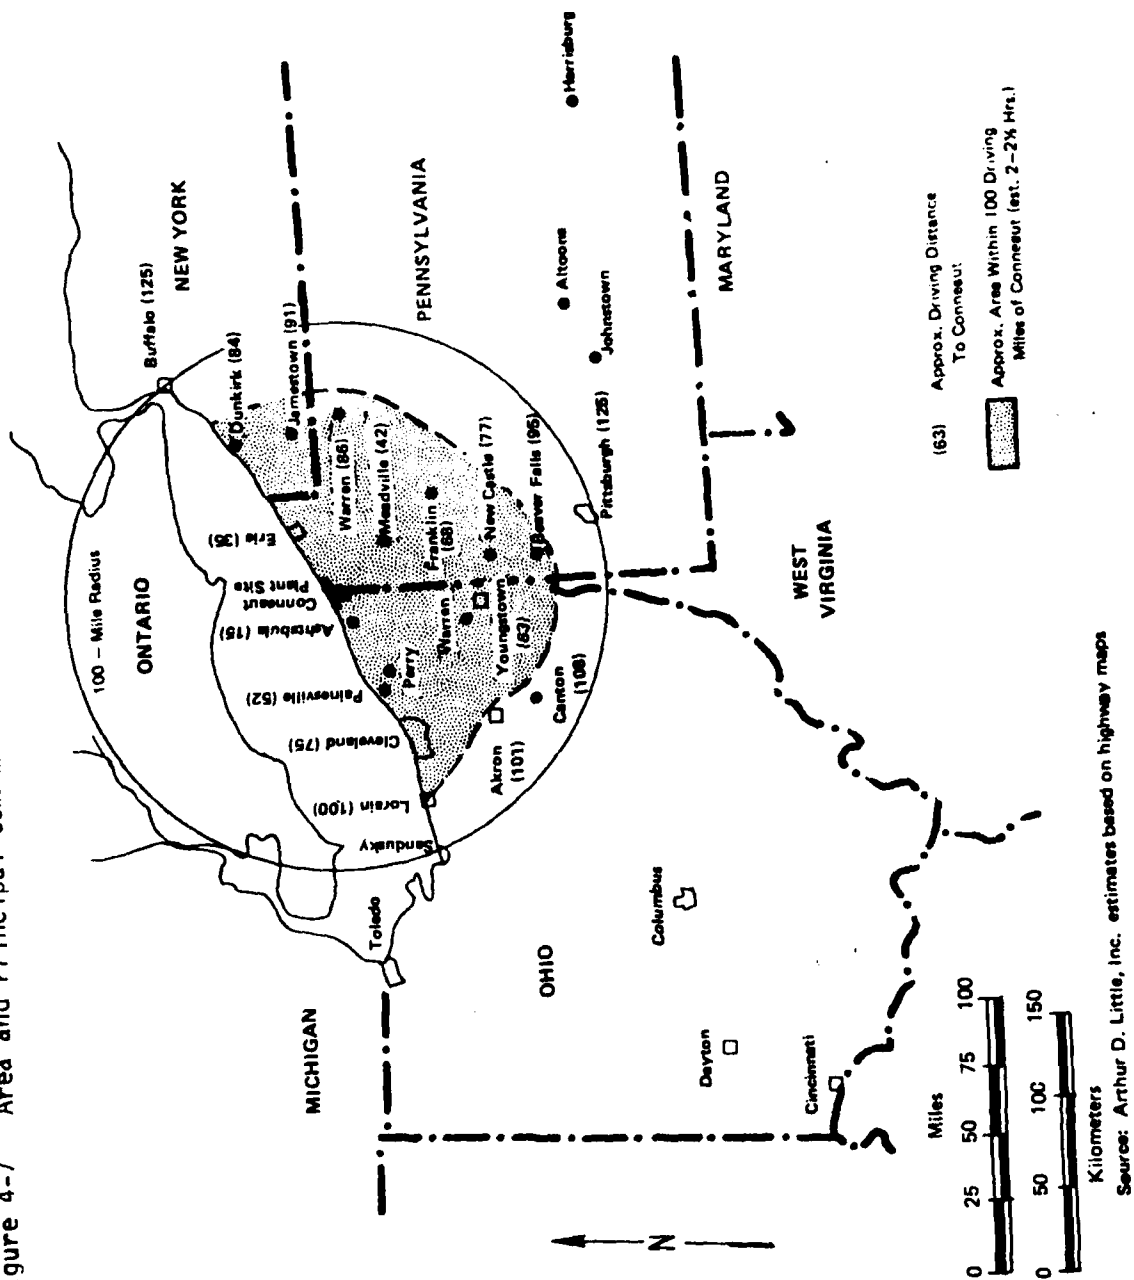 gure 4-7 Area and Principal
100 - Mile Radius
ONTARIO
Buffalo (125)
NEW YORK
Dunkirk (84)
Jamestown (91)
PENNSYLVANIA
Conneaut
Plant Site
Erie (35)
Ashtabula (15)
Painesville (52)
Perry
Cleveland (75)
Lorain (100)
Sandusky
Toledo
MICHIGAN
Warren (86)
Meadville (42)
Franklin
(68)
New Castle (77)
Beaver Falls (95)
Warren
Youngstown
(63)
Akron
(101)
Canton
(108)
Pittsburgh (125)
Johnstown
Altoona
Harrisburg
MARYLAND
WEST
VIRGINIA
OHIO
Columbus
Dayton
Cincinnati
(63) Approx. Driving Distance
To Conneaut
Approx. Area Within 100 Driving
Miles of Conneaut (est. 2-2½ Hrs.)
N
Miles
0 25 50 75 100
0 50 100 150
Kilometers
Source: Arthur D. Little, Inc. estimates based on highway maps